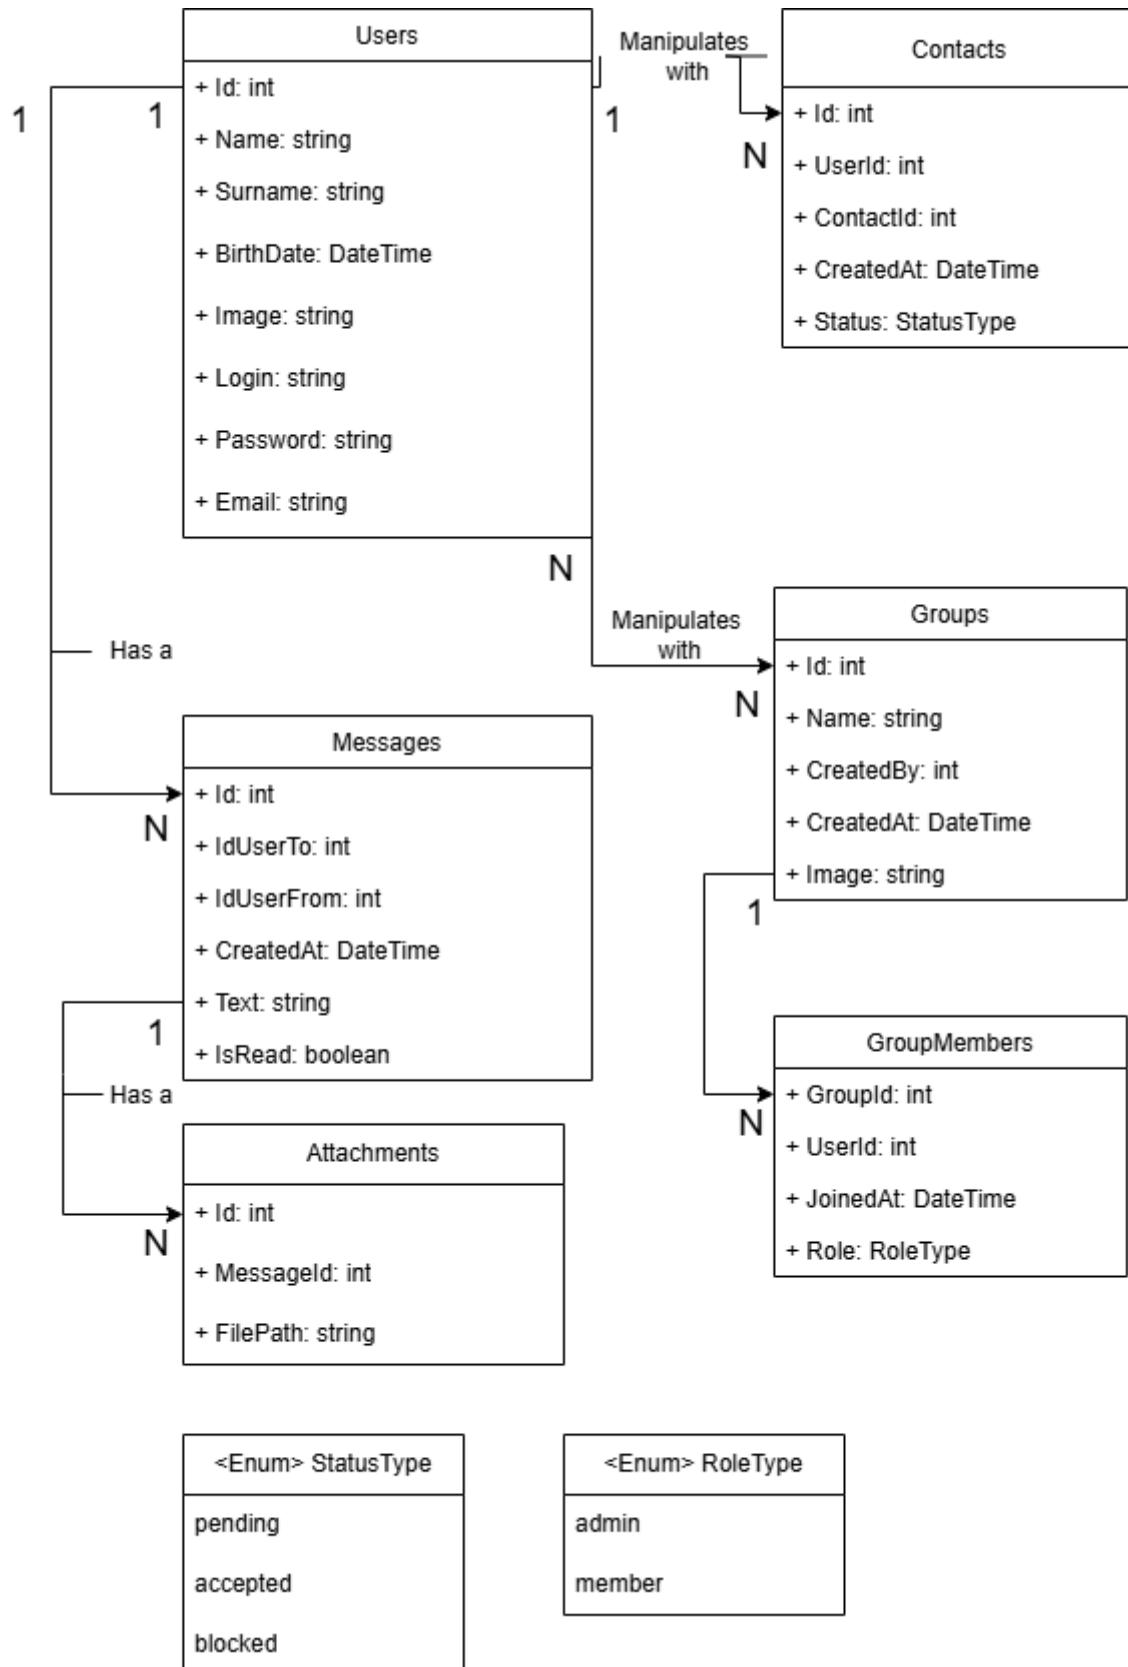 Users
+ Id: int
+ Name: string
+ Surname: string
+ BirthDate: DateTime
+ Image: string
+ Login: string
+ Password: string
+ Email: string
1
1
1
Manipulates
with
N
Contacts
+ Id: int
+ UserId: int
+ ContactId: int
+ CreatedAt: DateTime
+ Status: StatusType
N
Manipulates
with
N
Groups
+ Id: int
+ Name: string
+ CreatedBy: int
+ CreatedAt: DateTime
+ Image: string
1
Has a
N
Messages
+ Id: int
+ IdUserTo: int
+ IdUserFrom: int
+ CreatedAt: DateTime
+ Text: string
+ IsRead: boolean
1
Has a
N
GroupMembers
+ GroupId: int
+ UserId: int
+ JoinedAt: DateTime
+ Role: RoleType
N
Attachments
+ Id: int
+ MessageId: int
+ FilePath: string
<Enum> StatusType
pending
accepted
blocked
<Enum> RoleType
admin
member